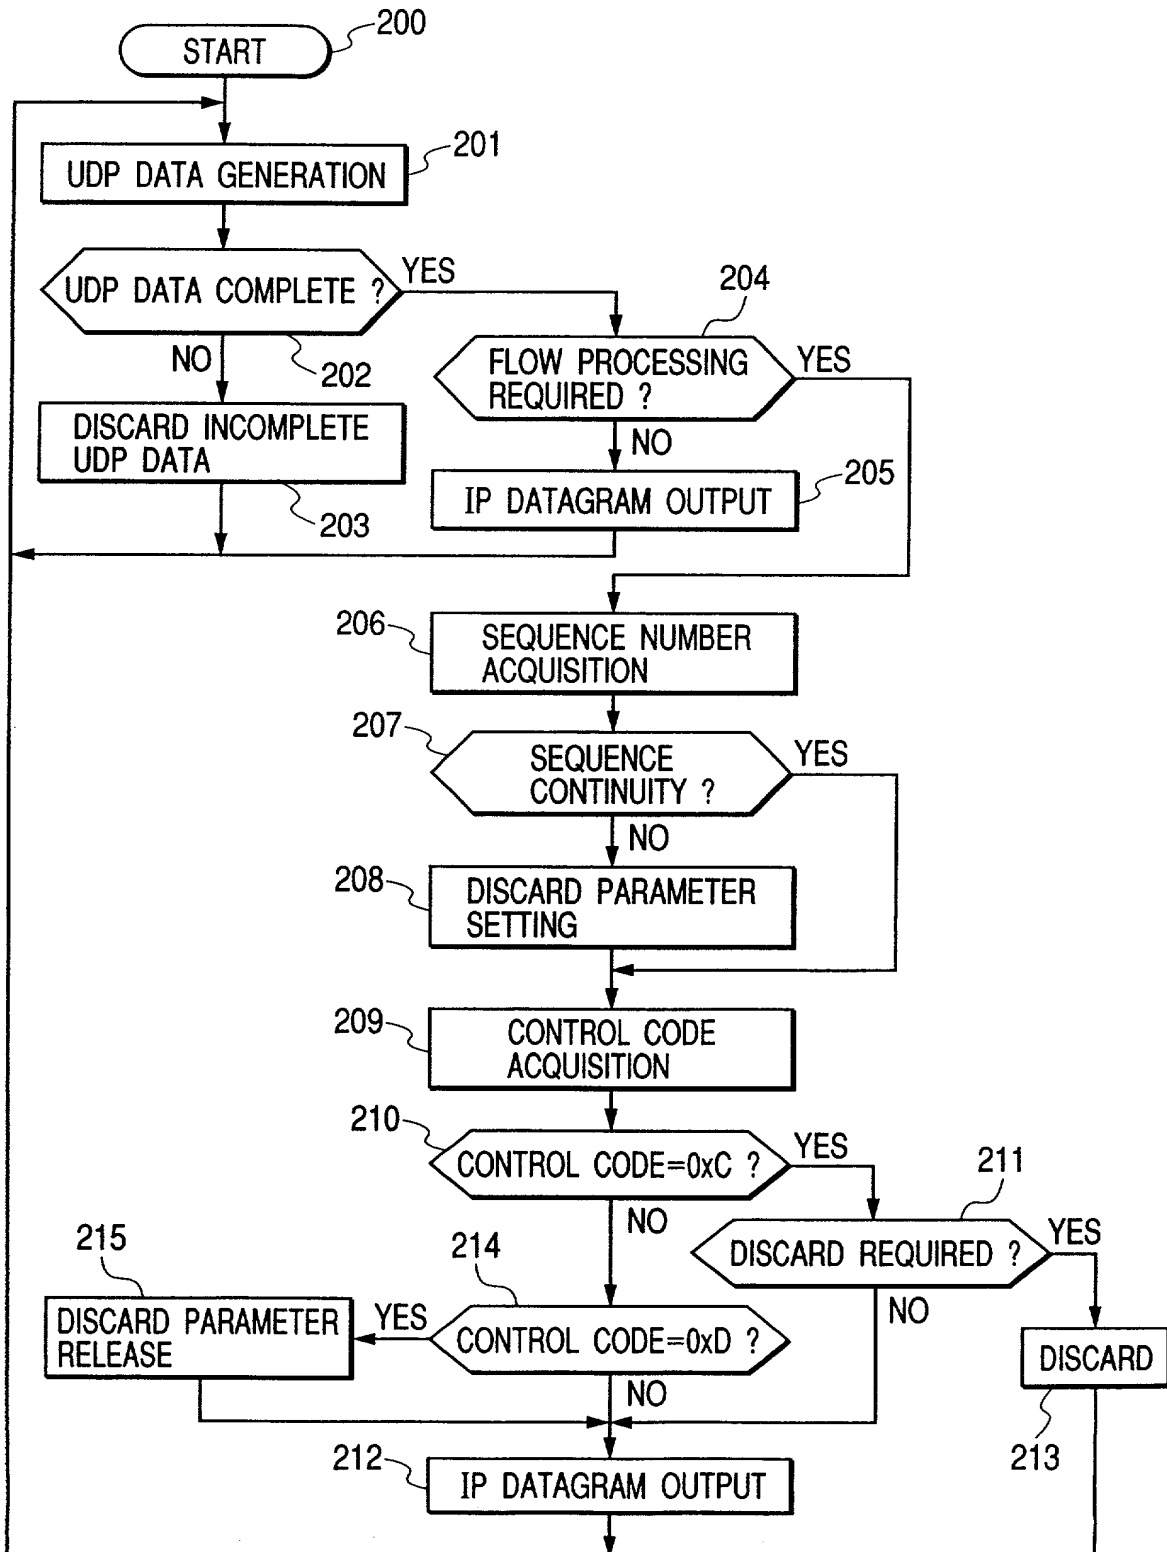 200
START
201
UDP DATA GENERATION
YES
UDP DATA COMPLETE ?
204
NO
202
FLOW PROCESSING
REQUIRED ?
YES
DISCARD INCOMPLETE
UDP DATA
NO
205
203
IP DATAGRAM OUTPUT
206
SEQUENCE NUMBER
ACQUISITION
207
SEQUENCE
CONTINUITY ?
YES
NO
208
DISCARD PARAMETER
SETTING
209
CONTROL CODE
ACQUISITION
210
CONTROL CODE=0xC ?
YES
211
NO
DISCARD REQUIRED ?
YES
215
214
NO
DISCARD PARAMETER
RELEASE
YES
CONTROL CODE=0xD ?
DISCARD
NO
213
212
IP DATAGRAM OUTPUT